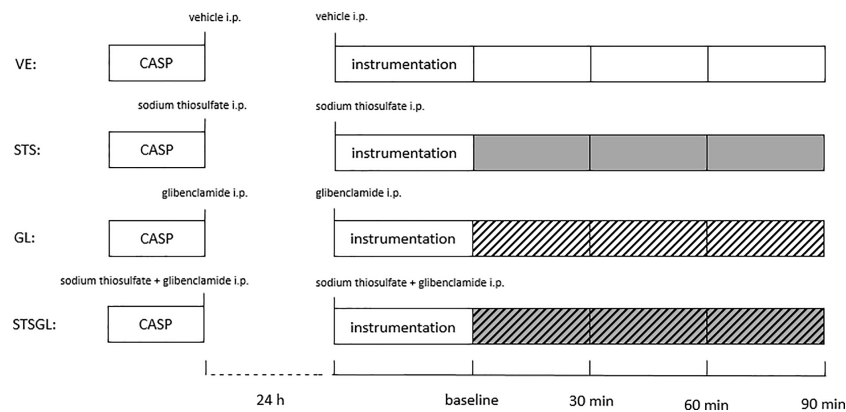 vehicle i.p. vehicle i.p.
VE: CASP instrumentation
sodium thiosulfate i.p. sodium thiosulfate i.p.
STS: CASP instrumentation
glibenclamide i.p. glibenclamide i.p.
GL: CASP instrumentation
sodium thiosulfate + glibenclamide i.p. sodium thiosulfate + glibenclamide i.p.
STSGL: CASP instrumentation
24 h baseline 30 min 60 min 90 min